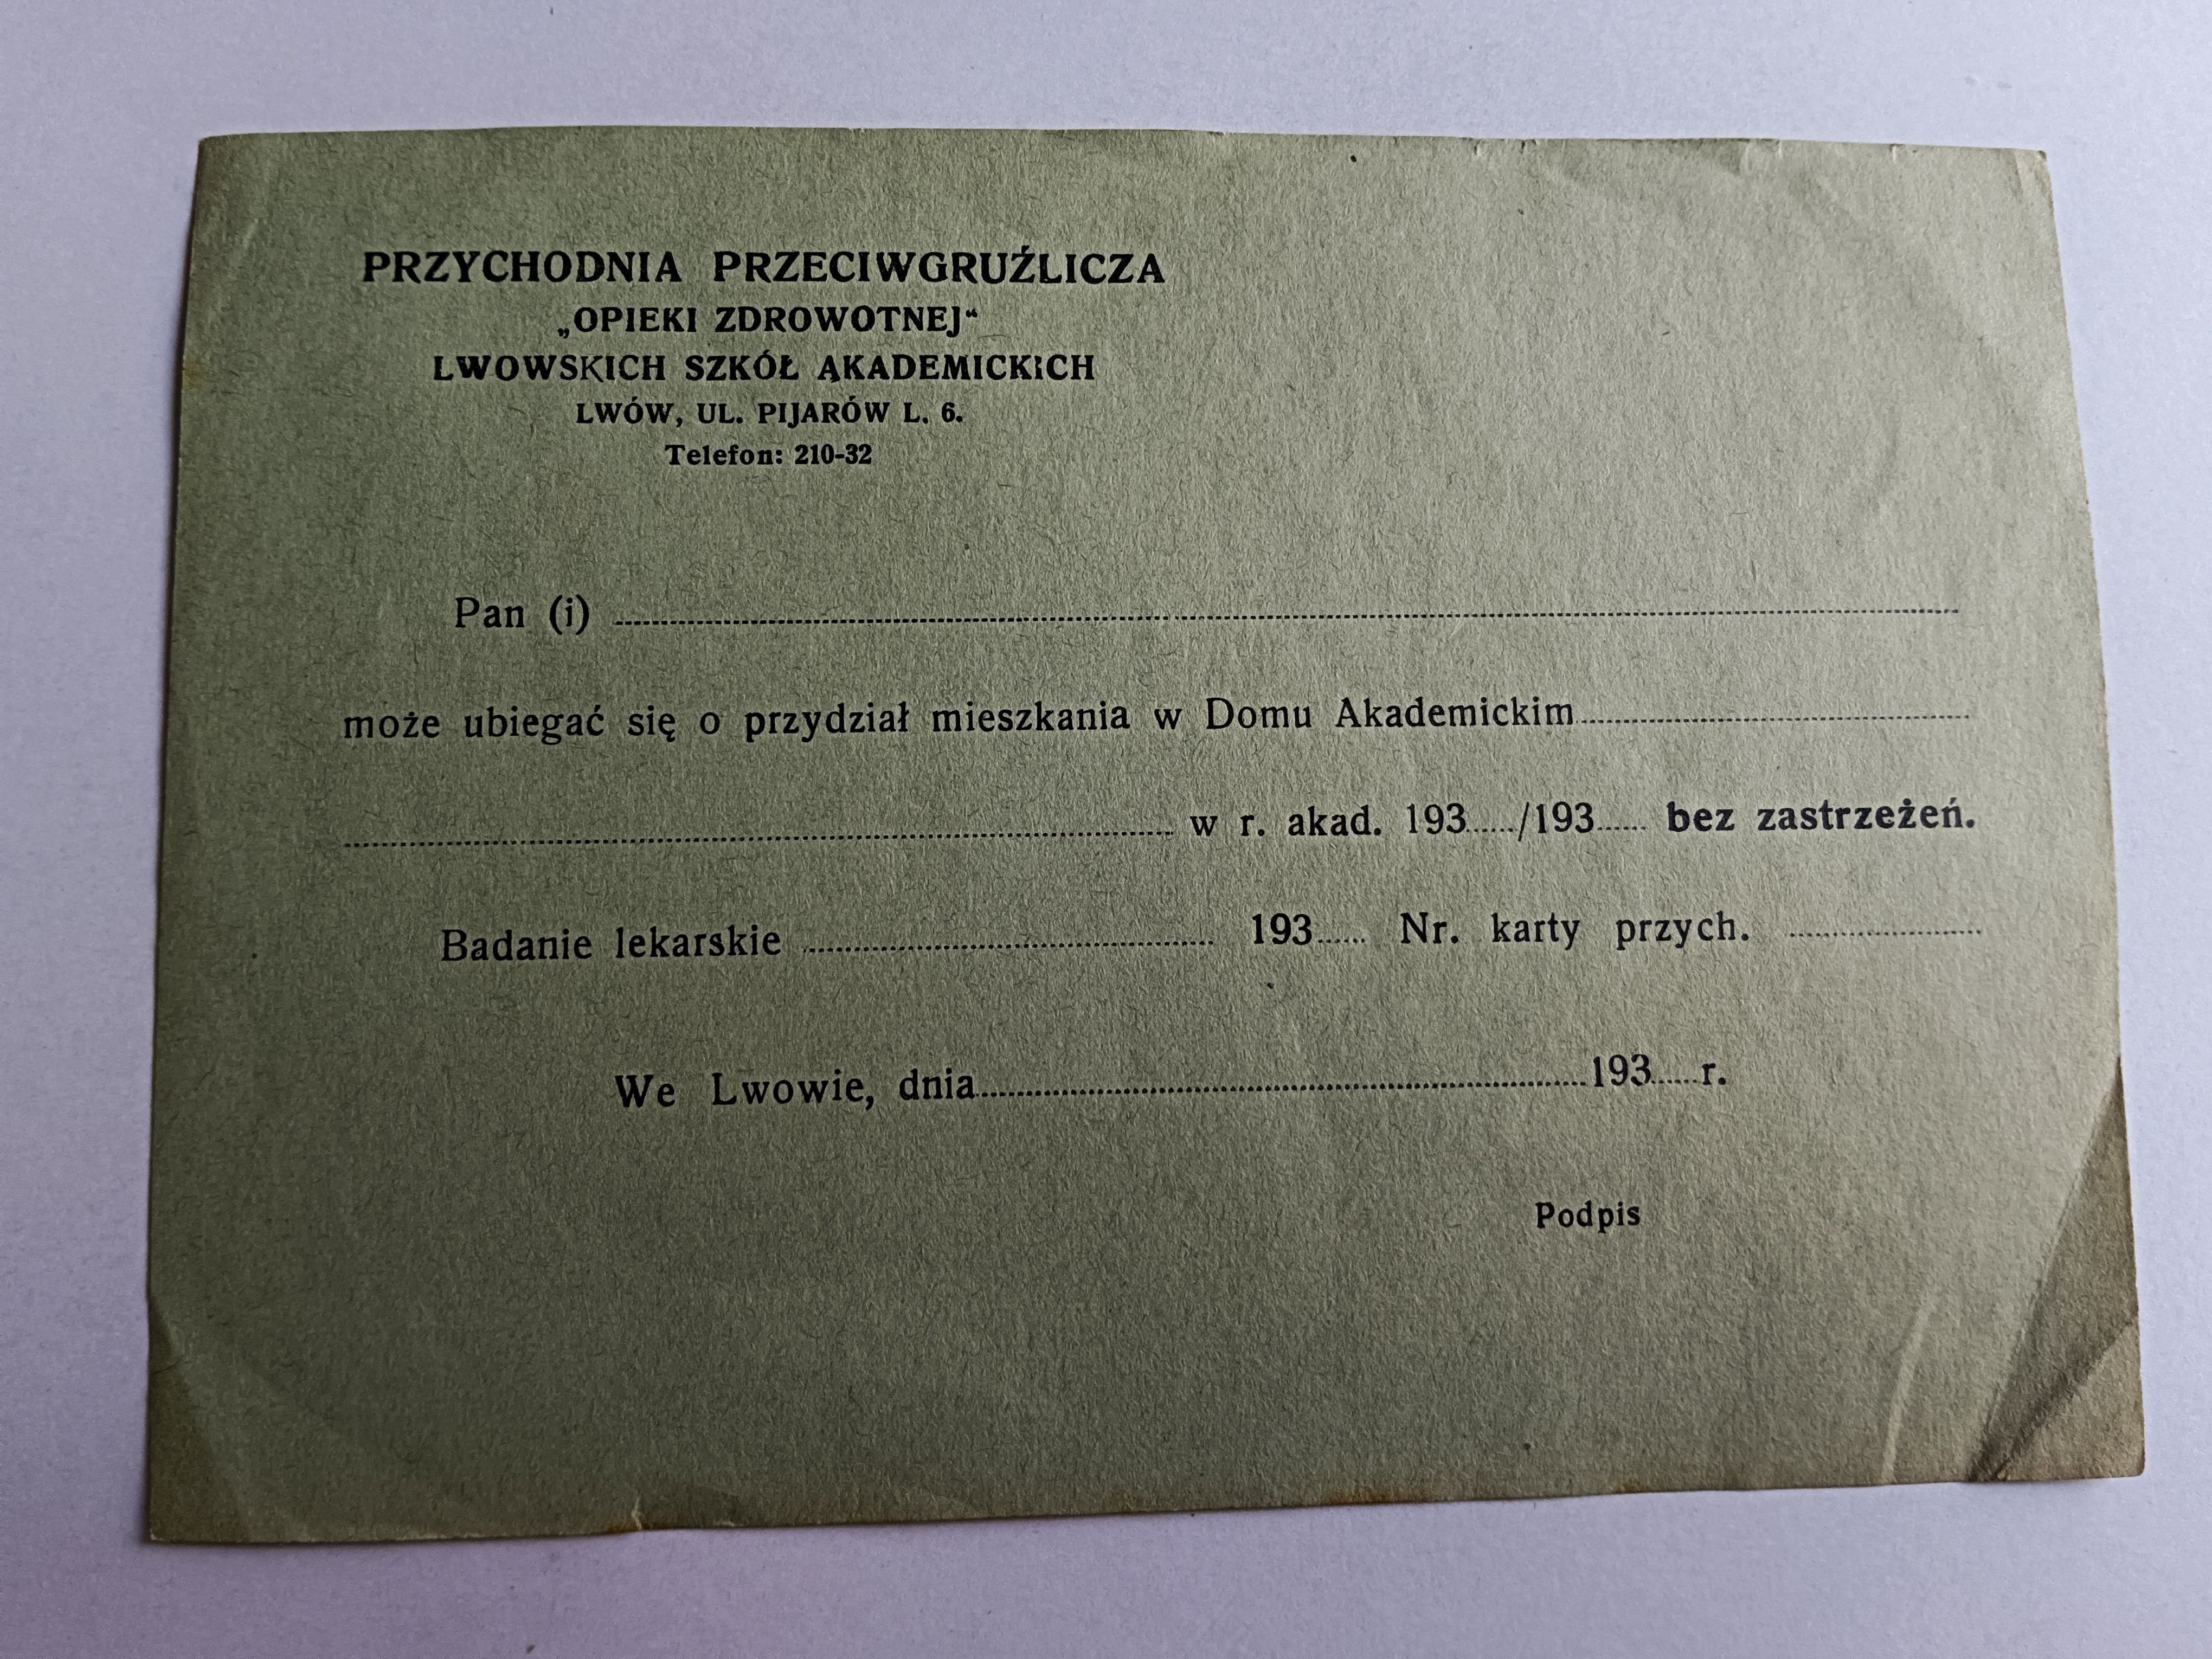 PRZYCHODNIA PRZECIWGRUŹLICZA
„OPIEKI ZDROWOTNEJ“
LWOWSKICH SZKÓŁ AKADEMICKICH
LWÓW, UL. PIJARÓW L. 6.
Telefon: 210-32
Pan (i)
może ubiegać się o przydział mieszkania w Domu Akademickim
w r. akad. 193...../193..... bez zastrzeżeń.
Badanie lekarskie ..... 193..... Nr. karty przych. .....
We Lwowie, dnia.....193.....r.
Podpis